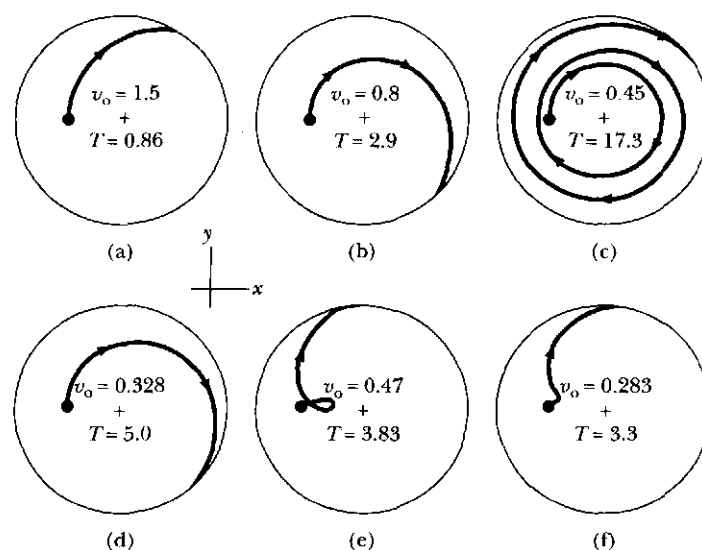 v₀ = 1.5
+
T = 0.86
(a)
v₀ = 0.8
+
T = 2.9
(b)
v₀ = 0.45
+
T = 17.3
(c)
y
x
v₀ = 0.328
+
T = 5.0
(d)
v₀ = 0.47
+
T = 3.83
(e)
v₀ = 0.283
+
T = 3.3
(f)